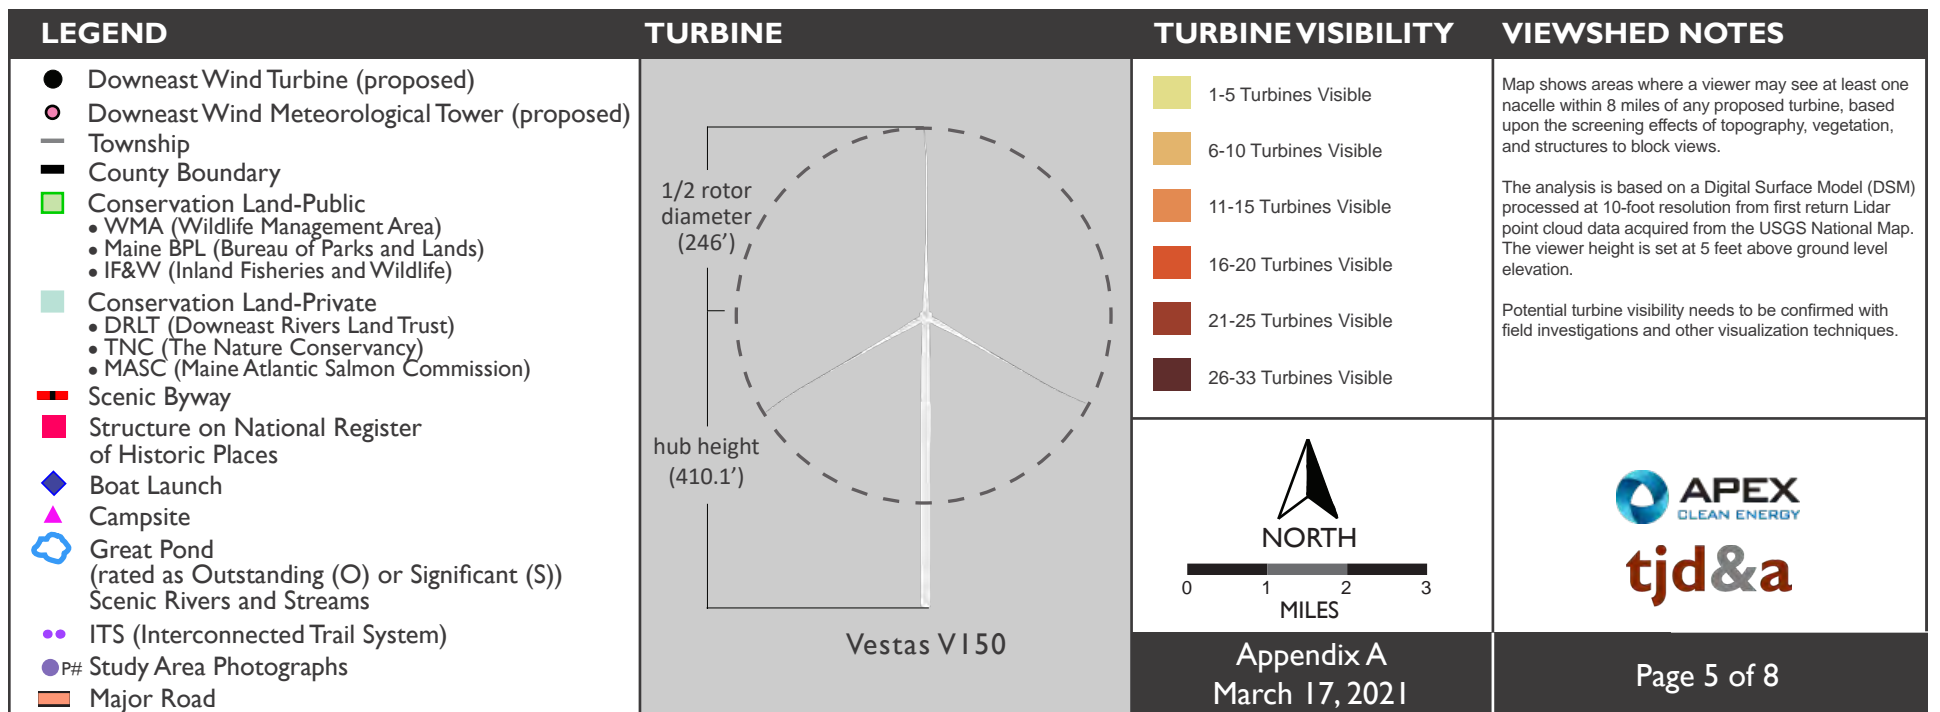 LEGEND
Downeast Wind Turbine (proposed)
Downeast Wind Meteorological Tower (proposed)
Township
County Boundary
Conservation Land-Public
• WMA (Wildlife Management Area)
• Maine BPL (Bureau of Parks and Lands)
• IF&W (Inland Fisheries and Wildlife)
Conservation Land-Private
• DRLT (Downeast Rivers Land Trust)
• TNC (The Nature Conservancy)
• MASC (Maine Atlantic Salmon Commission)
Scenic Byway
Structure on National Register
of Historic Places
Boat Launch
Campsite
Great Pond
(rated as Outstanding (O) or Significant (S))
Scenic Rivers and Streams
ITS (Interconnected Trail System)
P# Study Area Photographs
Major Road
TURBINE
1/2 rotor
diameter
(246')
hub height
(410.1')
Vestas V150
TURBINE VISIBILITY
1-5 Turbines Visible
6-10 Turbines Visible
11-15 Turbines Visible
16-20 Turbines Visible
21-25 Turbines Visible
26-33 Turbines Visible
NORTH
0 1 2 3
MILES
Appendix A
March 17, 2021
VIEWSHED NOTES
Map shows areas where a viewer may see at least one
nacelle within 8 miles of any proposed turbine, based
upon the screening effects of topography, vegetation,
and structures to block views.
The analysis is based on a Digital Surface Model (DSM)
processed at 10-foot resolution from first return Lidar
point cloud data acquired from the USGS National Map.
The viewer height is set at 5 feet above ground level
elevation.
Potential turbine visibility needs to be confirmed with
field investigations and other visualization techniques.
APEX
CLEAN ENERGY
tjd&a
Page 5 of 8